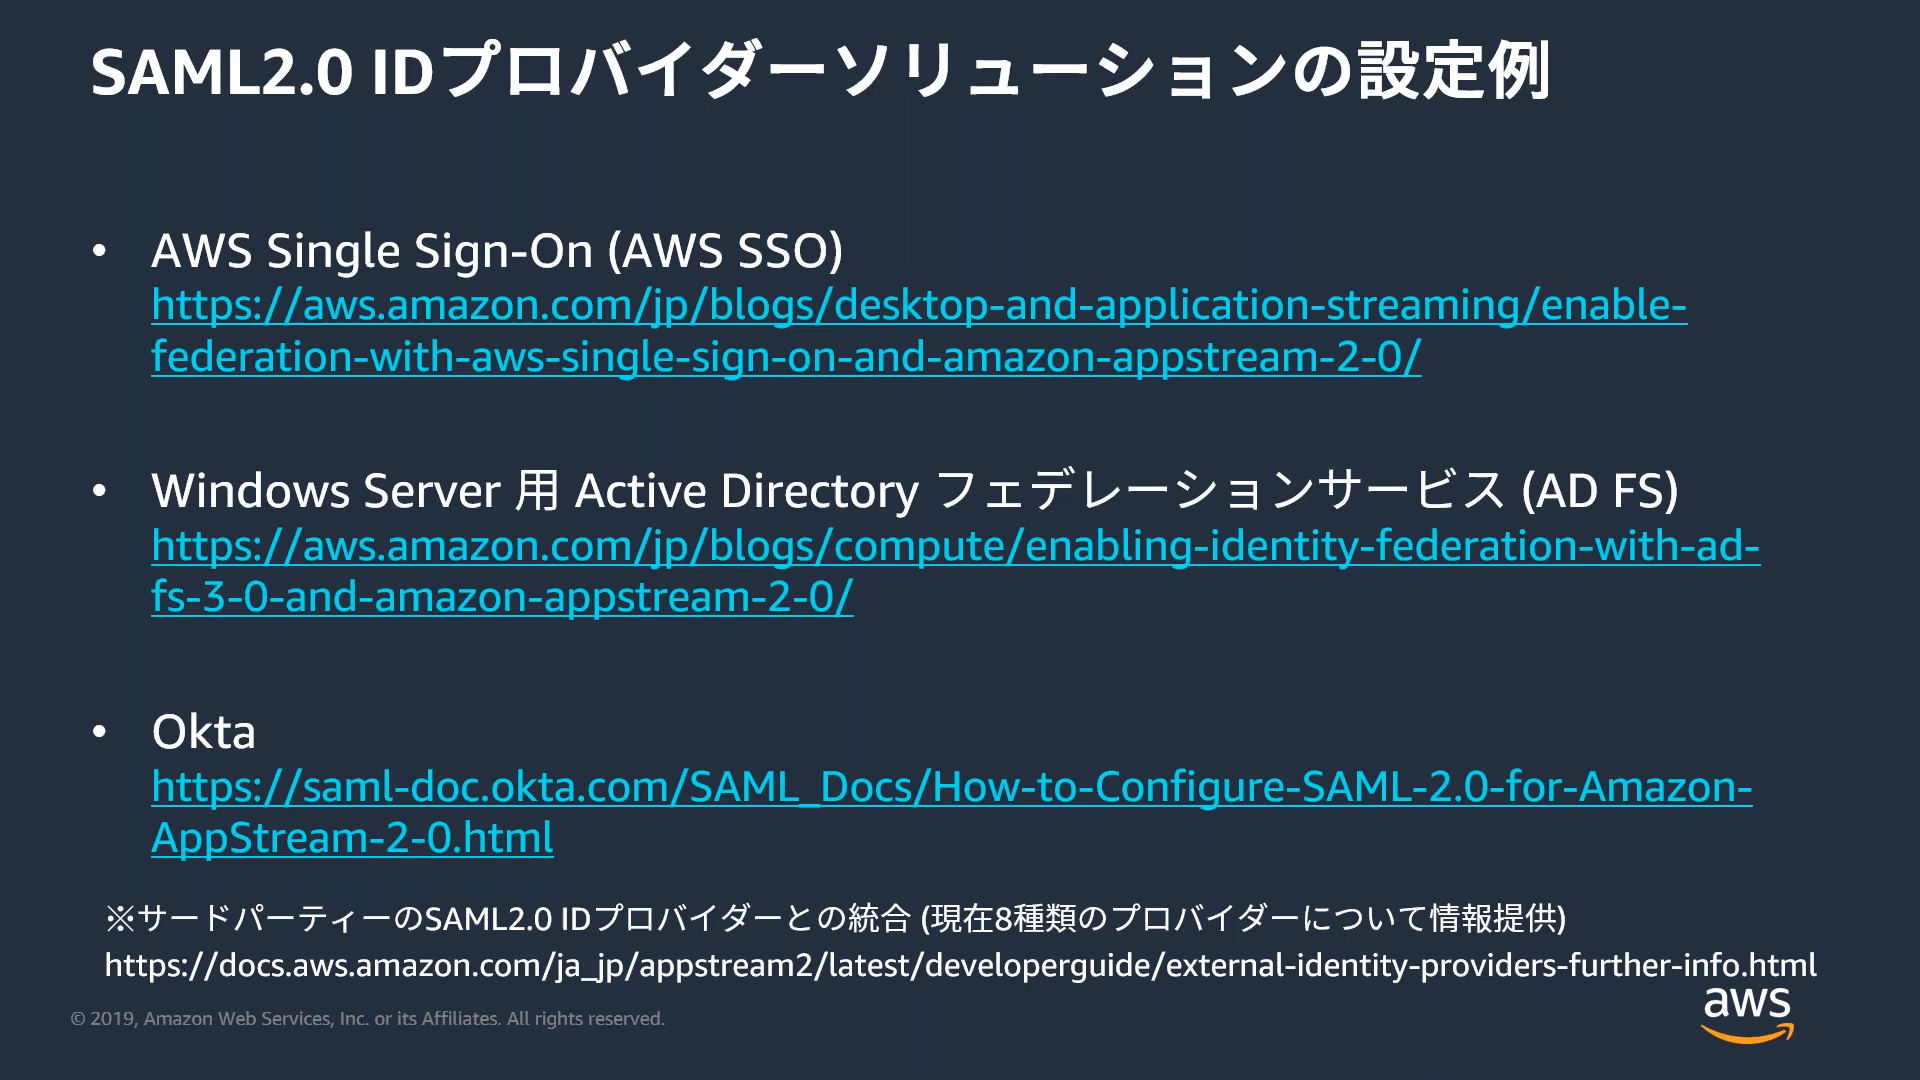 SAML2.0 IDプロバイダーソリューションの設定例
• AWS Single Sign-On (AWS SSO)
https://aws.amazon.com/jp/blogs/desktop-and-application-streaming/enable-
federation-with-aws-single-sign-on-and-amazon-appstream-2-0/
• Windows Server 用 Active Directory フェデレーションサービス (AD FS)
https://aws.amazon.com/jp/blogs/compute/enabling-identity-federation-with-ad-
fs-3-0-and-amazon-appstream-2-0/
• Okta
https://saml-doc.okta.com/SAML_Docs/How-to-Configure-SAML-2.0-for-Amazon-
AppStream-2-0.html
※サードパーティーのSAML2.0 IDプロバイダーとの統合 (現在8種類のプロバイダーについて情報提供)
https://docs.aws.amazon.com/ja_jp/appstream2/latest/developerguide/external-identity-providers-further-info.html
© 2019, Amazon Web Services, Inc. or its Affiliates. All rights reserved.
aws